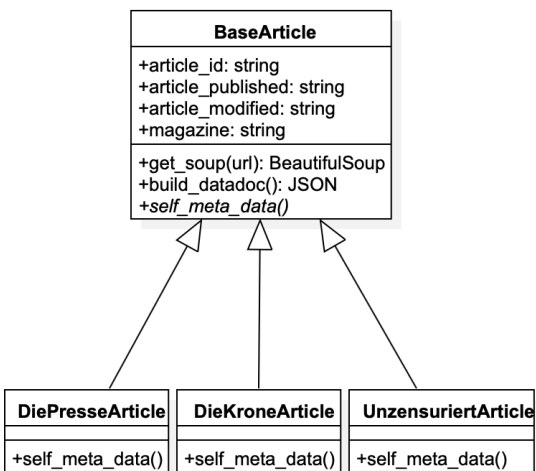 BaseArticle
+article_id: string
+article_published: string
+article_modified: string
+magazine: string
+get_soup(url): BeautifulSoup
+build_datadoc(): JSON
+self_meta_data()
DiePresseArticle
+self_meta_data()
DieKroneArticle
+self_meta_data()
UnzensuriertArticle
+self_meta_data()